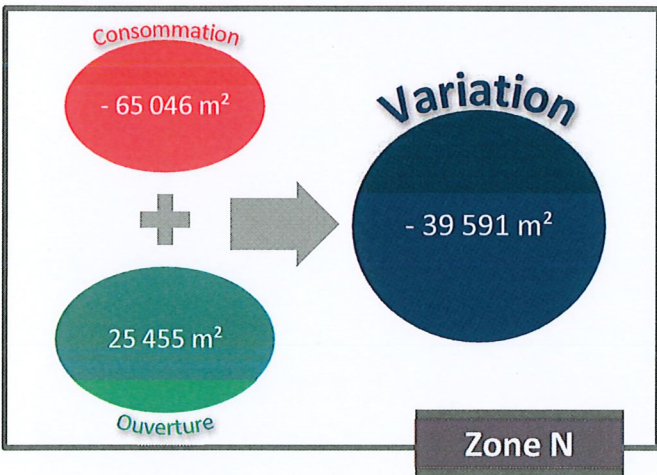 Consommation
- 65 046 m²
Variation
- 39 591 m²
25 455 m²
Ouverture
Zone N